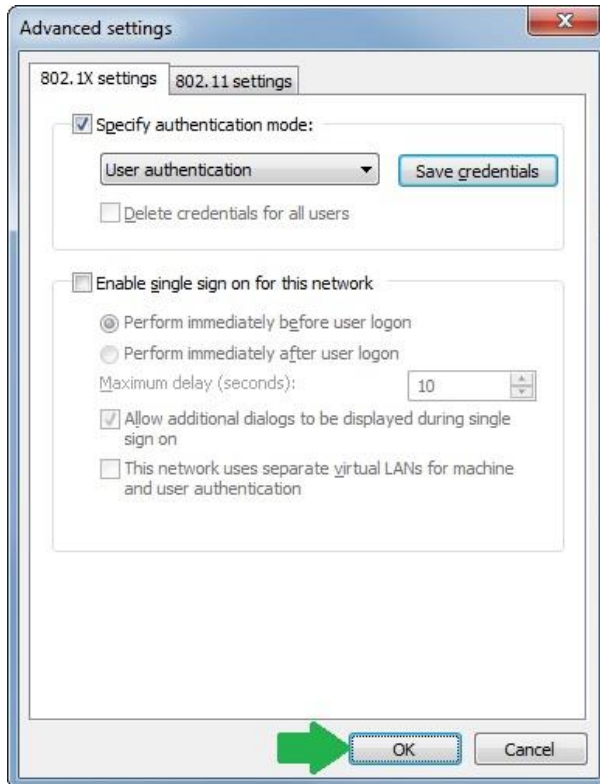 Advanced settings
802.1X settings
802.11 settings
Specify authentication mode:
User authentication
Save credentials
Delete credentials for all users
Enable single sign on for this network
Perform immediately before user logon
Perform immediately after user logon
Maximum delay (seconds):
10
Allow additional dialogs to be displayed during single
sign on
This network uses separate virtual LANs for machine
and user authentication
OK
Cancel